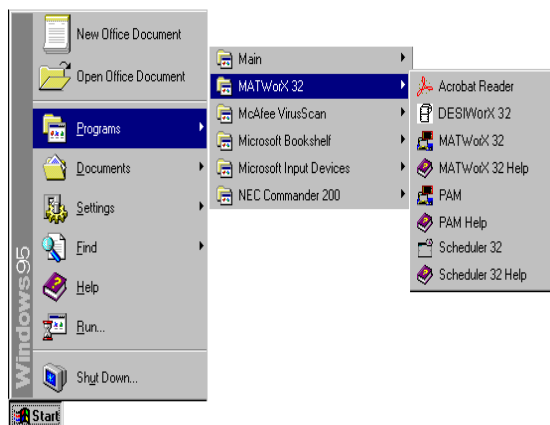 New Office Document
Open Office Document
Programs
Documents
Settings
Find
Help
Run...
Shut Down...
Windows95
Start
Main
MATWorX 32
McAfee VirusScan
Microsoft Bookshelf
Microsoft Input Devices
NEC Commander 200
Acrobat Reader
DESIWorX 32
MATWorX 32
MATWorX 32 Help
PAM
PAM Help
Scheduler 32
Scheduler 32 Help